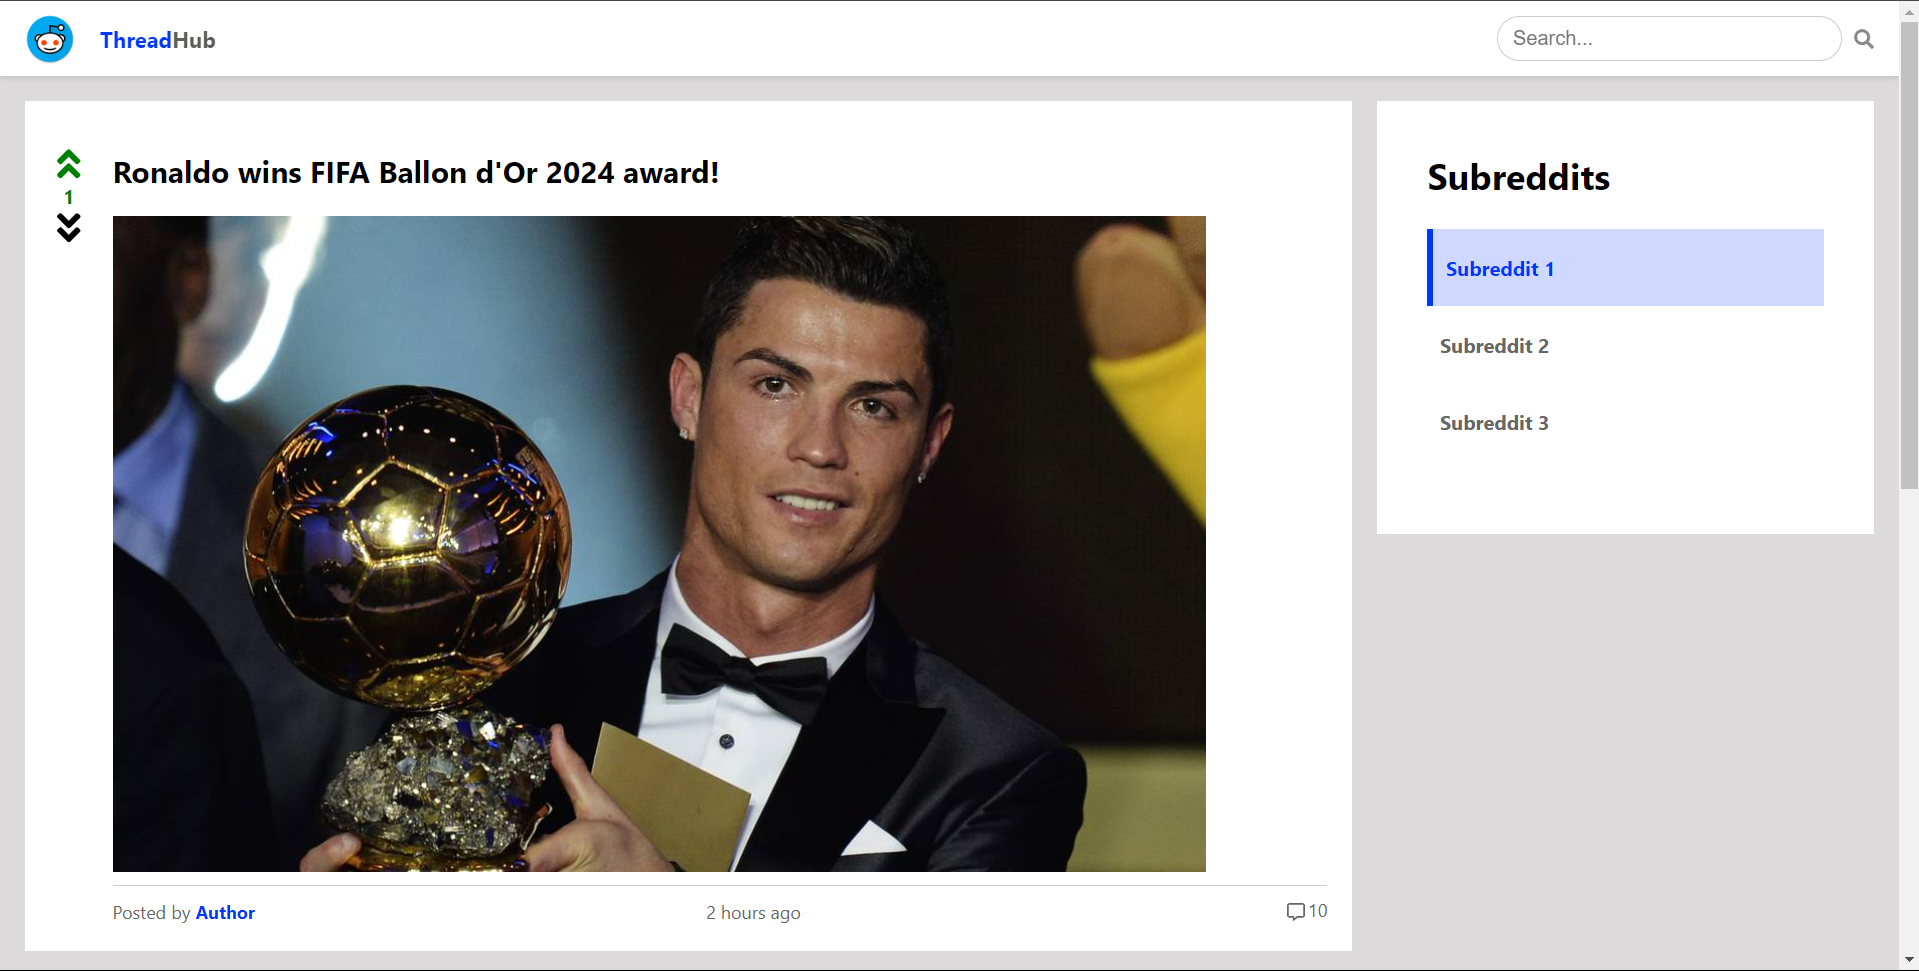 ThreadHub
Search...
1
Ronaldo wins FIFA Ballon d'Or 2024 award!
Posted by Author
2 hours ago
10
Subreddits
Subreddit 1
Subreddit 2
Subreddit 3